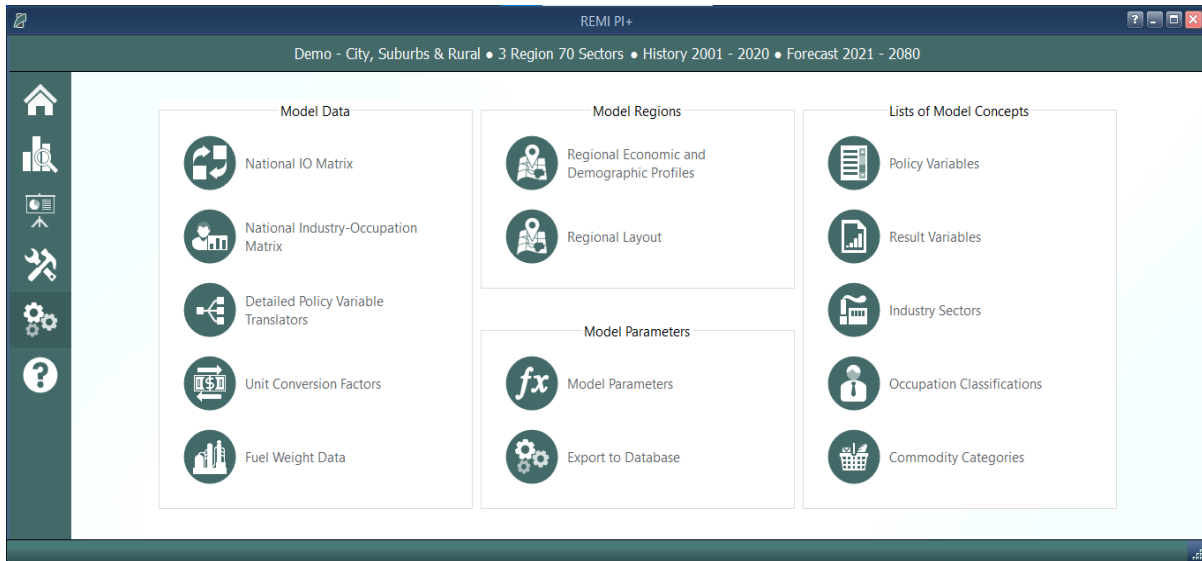 REMI PI+
Demo - City, Suburbs & Rural ● 3 Region 70 Sectors ● History 2001 - 2020 ● Forecast 2021 - 2080
Model Data
National IO Matrix
National Industry-Occupation
Matrix
Detailed Policy Variable
Translators
Unit Conversion Factors
Fuel Weight Data
Model Regions
Regional Economic and
Demographic Profiles
Regional Layout
Model Parameters
fx
Model Parameters
Export to Database
Lists of Model Concepts
Policy Variables
Result Variables
Industry Sectors
Occupation Classifications
Commodity Categories